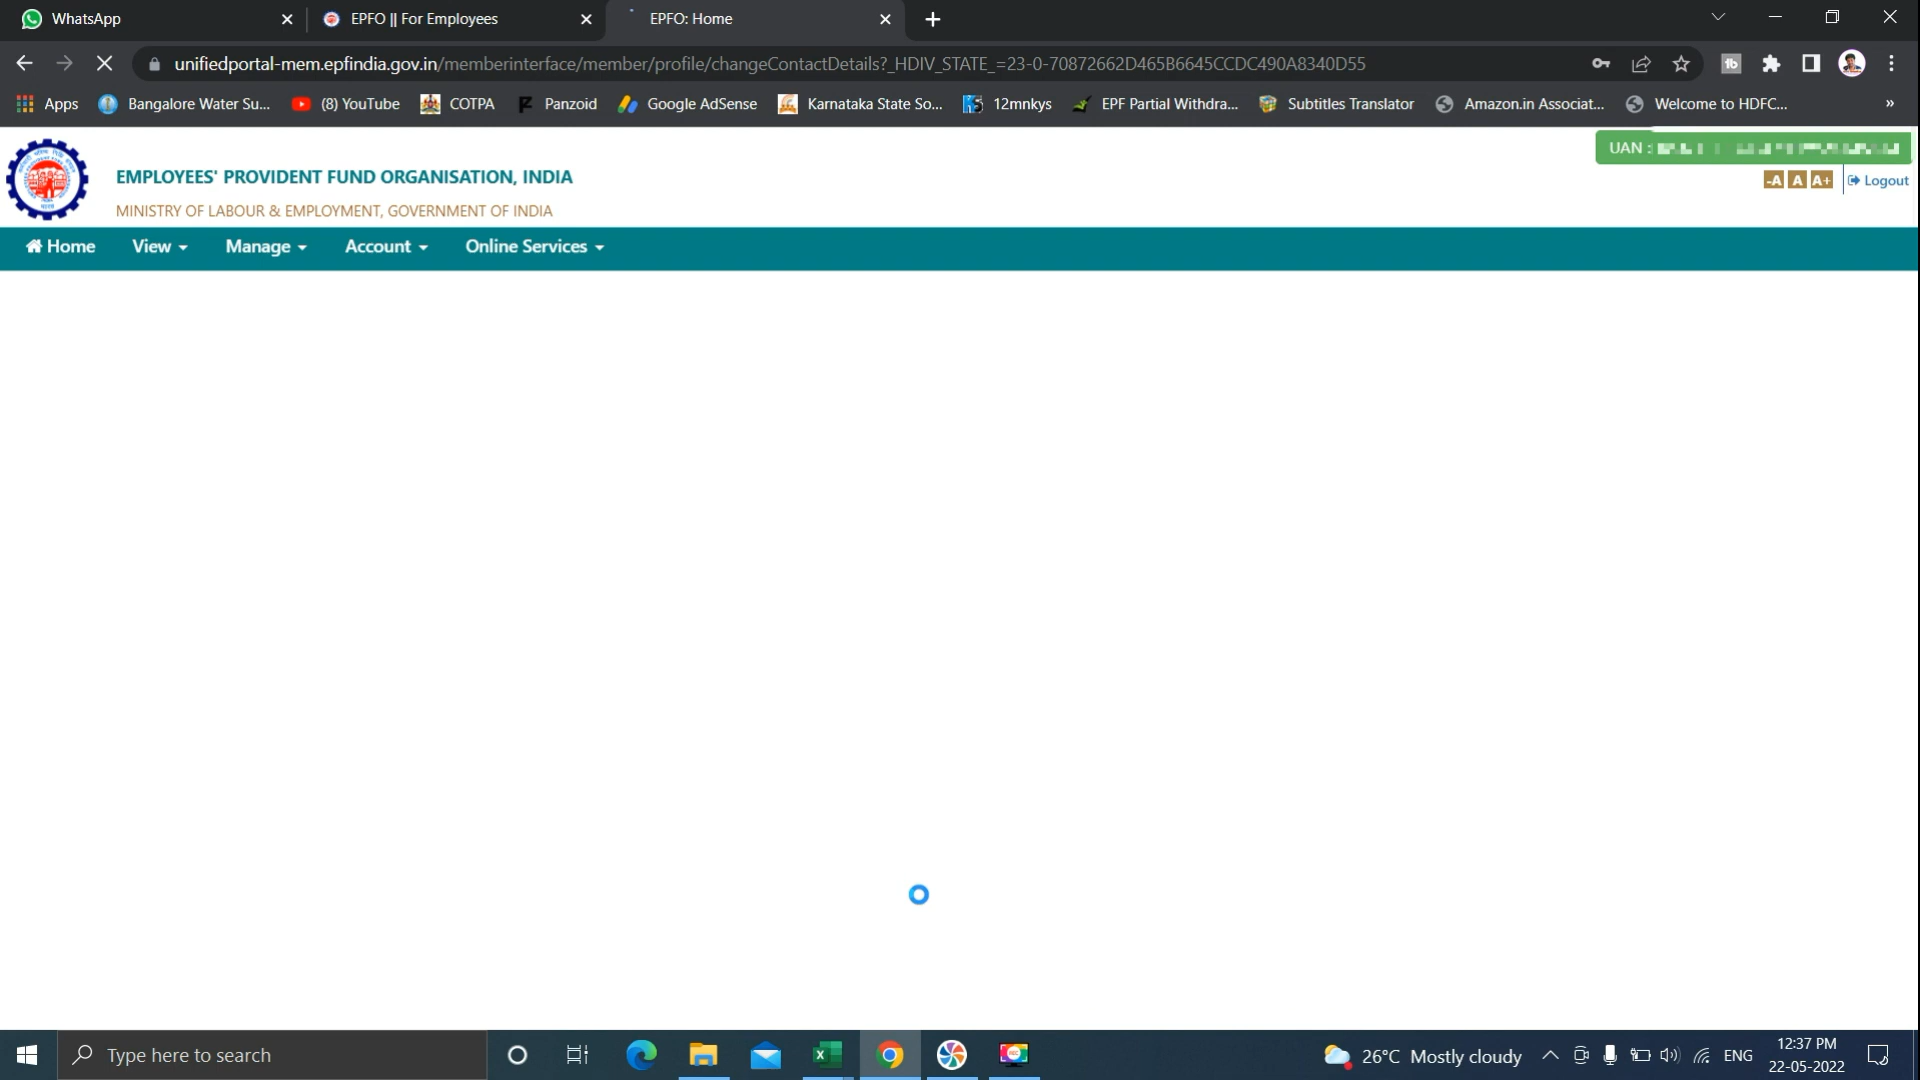 WhatsApp
EPFO || For Employees
EPFO: Home
unifiedportal-mem.epfindia.gov.in/memberinterface/member/profile/changeContactDetails?_HDIV_STATE_=23-0-70872662D465B6645CCDC490A8340D55
Apps
Bangalore Water Su...
(8) YouTube
COTPA
Panzoid
Google AdSense
Karnataka State So...
12mnkys
EPF Partial Withdra...
Subtitles Translator
Amazon.in Associat...
Welcome to HDFC...
»
UAN :
EMPLOYEES' PROVIDENT FUND ORGANISATION, INDIA
-A A A+ Logout
MINISTRY OF LABOUR & EMPLOYMENT, GOVERNMENT OF INDIA
Home View Manage Account Online Services
Type here to search
26°C Mostly cloudy
ENG
12:37 PM
22-05-2022